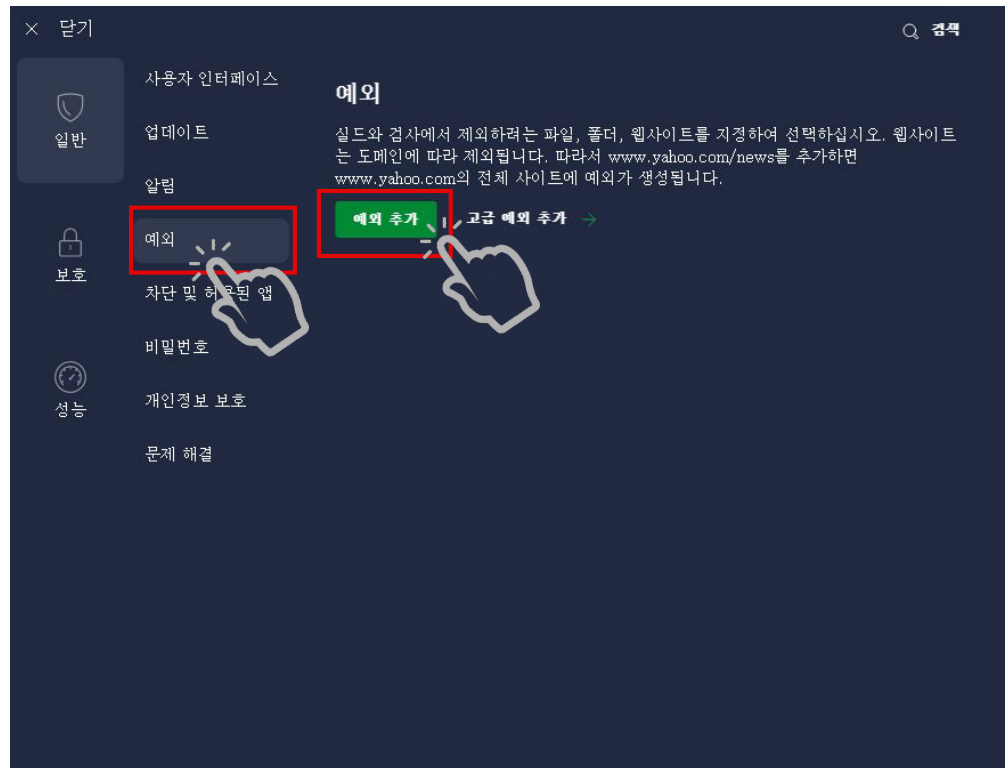 닫기
검색
일반
보호
성능
사용자 인터페이스
업데이트
알림
예외
차단 및 허용된 앱
비밀번호
개인정보 보호
문제 해결
예외
실드와 검사에서 제외하려는 파일, 폴더, 웹사이트를 지정하여 선택하십시오. 웹사이트
는 도메인에 따라 제외됩니다. 따라서 www.yahoo.com/news를 추가하면
www.yahoo.com의 전체 사이트에 예외가 생성됩니다.
예외 추가
고급 예외 추가